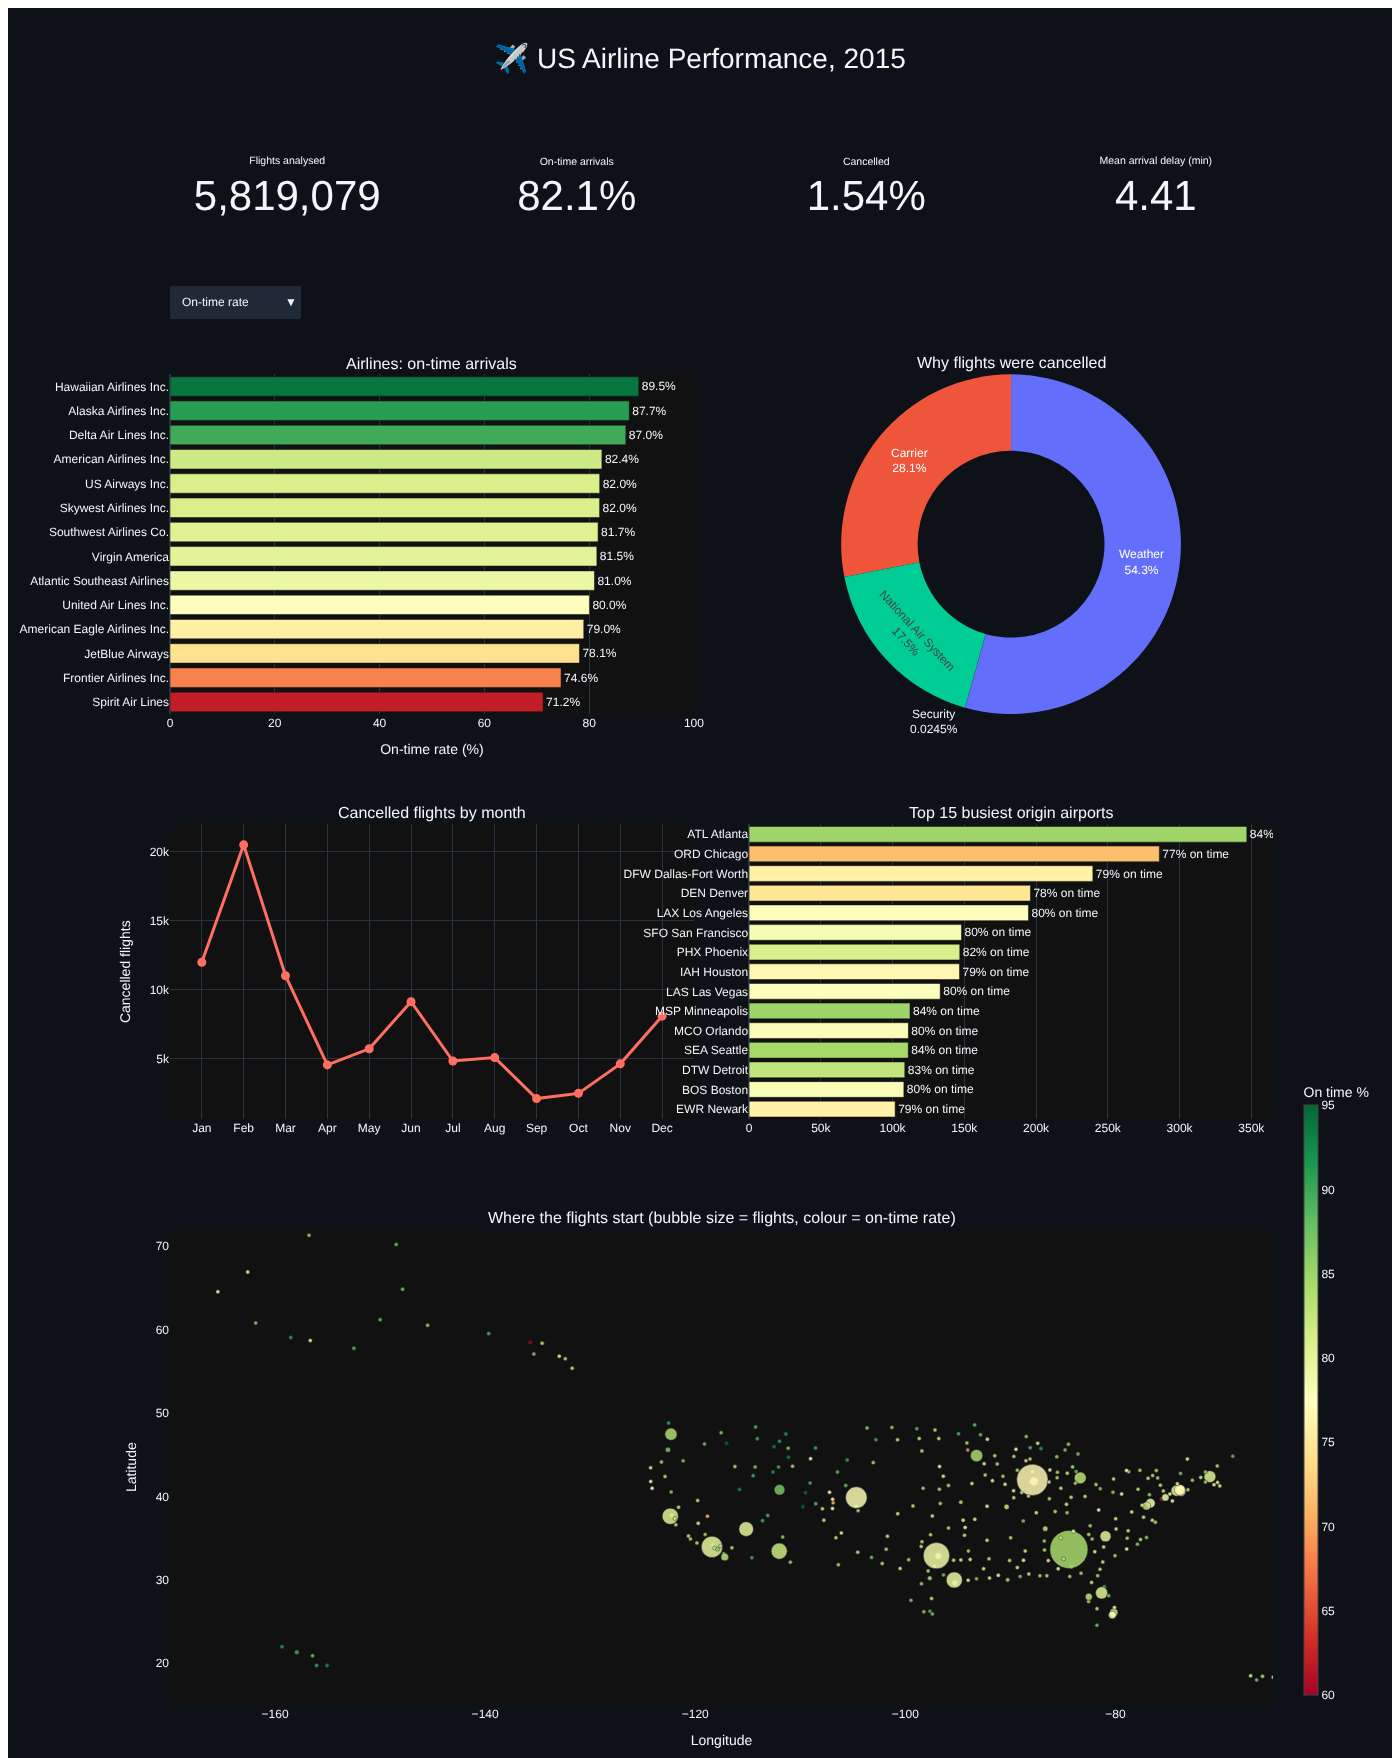 ✈️ US Airline Performance, 2015
Flights analysed
5,819,079
On-time arrivals
82.1%
Cancelled
1.54%
Mean arrival delay (min)
4.41
On-time rate ▼
Airlines: on-time arrivals
Hawaiian Airlines Inc. 89.5%
Alaska Airlines Inc. 87.7%
Delta Air Lines Inc. 87.0%
American Airlines Inc. 82.4%
US Airways Inc. 82.0%
Skywest Airlines Inc. 82.0%
Southwest Airlines Co. 81.7%
Virgin America 81.5%
Atlantic Southeast Airlines 81.0%
United Air Lines Inc. 80.0%
American Eagle Airlines Inc. 79.0%
JetBlue Airways 78.1%
Frontier Airlines Inc. 74.6%
Spirit Air Lines 71.2%
0 20 40 60 80 100
On-time rate (%)
Why flights were cancelled
Carrier
28.1%
Weather
54.3%
National Air System
17.5%
Security
0.0245%
Cancelled flights by month
Cancelled flights
20k
15k
10k
5k
Jan Feb Mar Apr May Jun Jul Aug Sep Oct Nov Dec
Top 15 busiest origin airports
ATL Atlanta 84%
ORD Chicago 77% on time
DFW Dallas-Fort Worth 79% on time
DEN Denver 78% on time
LAX Los Angeles 80% on time
SFO San Francisco 80% on time
PHX Phoenix 82% on time
IAH Houston 79% on time
LAS Las Vegas 80% on time
MSP Minneapolis 84% on time
MCO Orlando 80% on time
SEA Seattle 84% on time
DTW Detroit 83% on time
BOS Boston 80% on time
EWR Newark 79% on time
0 50k 100k 150k 200k 250k 300k 350k
On time %
95
90
85
80
75
70
65
60
Where the flights start (bubble size = flights, colour = on-time rate)
Latitude
70
60
50
40
30
20
−160 −140 −120 −100 −80
Longitude